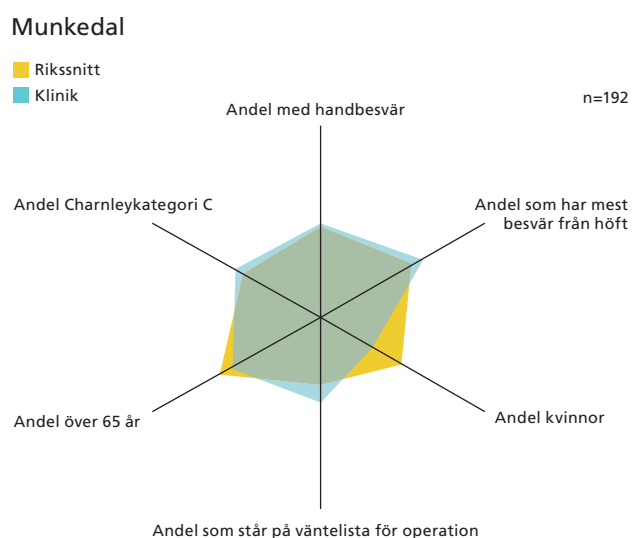 Munkedal
Rikssnitt
Klinik
n=192
Andel med handbesvär
Andel Charnleykategori C
Andel som har mest
besvär från höft
Andel över 65 år
Andel kvinnor
Andel som står på väntelista för operation